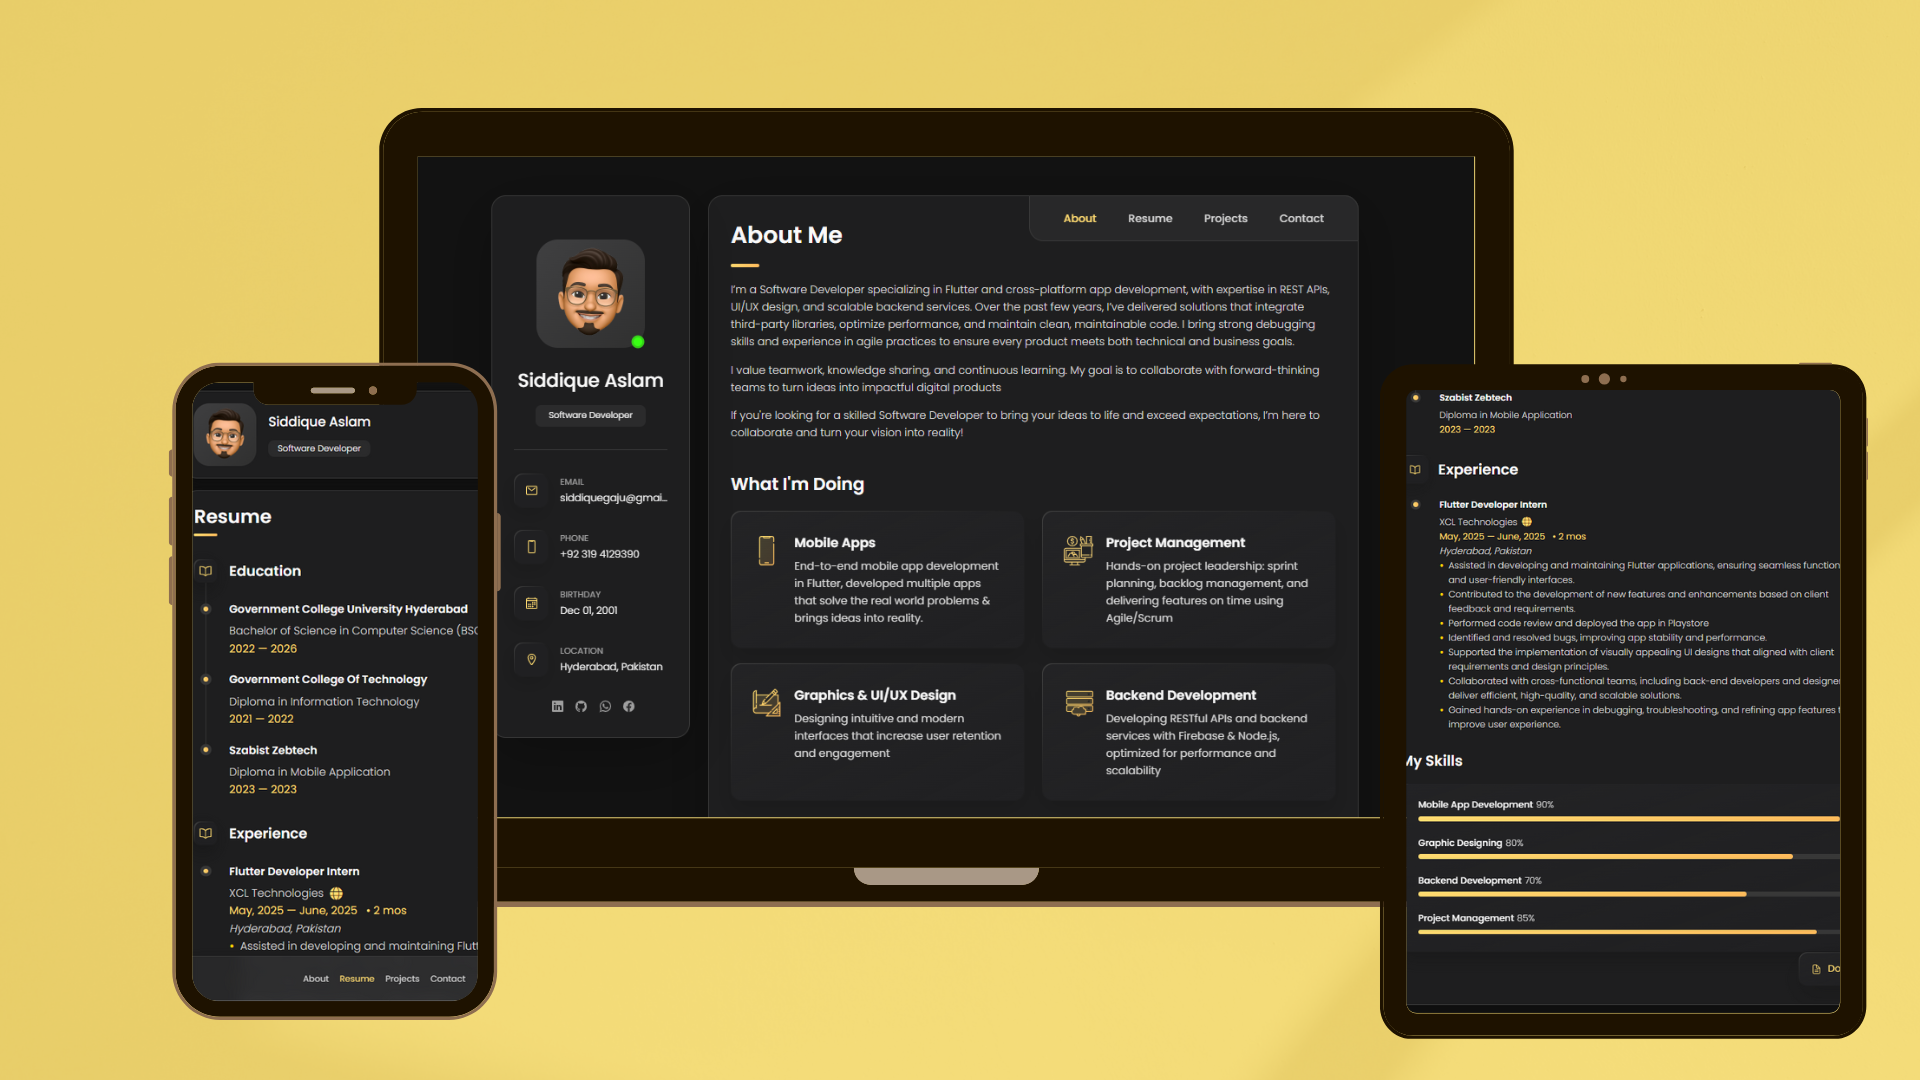 About
Resume
Projects
Contact
About Me
I'm a Software Developer specializing in Flutter and cross-platform app development, with expertise in REST APIs,
UI/UX design, and scalable backend services. Over the past few years, I've delivered solutions that integrate
third-party libraries, optimize performance, and maintain clean, maintainable code. I bring strong debugging
skills and experience in agile practices to ensure every product meets both technical and business goals.
I value teamwork, knowledge sharing, and continuous learning. My goal is to collaborate with forward-thinking
teams to turn ideas into impactful digital products
If you're looking for a skilled Software Developer to bring your ideas to life and exceed expectations, I'm here to
collaborate and turn your vision into reality!
Siddique Aslam
Software Developer
EMAIL
siddiquegaju@gmai...
PHONE
+92 319 4129390
BIRTHDAY
Dec 01, 2001
LOCATION
Hyderabad, Pakistan
What I'm Doing
Mobile Apps
End-to-end mobile app development
in Flutter, developed multiple apps
that solve the real world problems &
brings ideas into reality.
Project Management
Hands-on project leadership: sprint
planning, backlog management, and
delivering features on time using
Agile/Scrum
Graphics & UI/UX Design
Designing intuitive and modern
interfaces that increase user retention
and engagement
Backend Development
Developing RESTful APIs and backend
services with Firebase & Node.js,
optimized for performance and
scalability
Siddique Aslam
Software Developer
Resume
Education
Government College University Hyderabad
Bachelor of Science in Computer Science (BSC
2022 — 2026
Government College Of Technology
Diploma in Information Technology
2021 — 2022
Szabist Zebtech
Diploma in Mobile Application
2023 — 2023
Experience
Flutter Developer Intern
XCL Technologies
May, 2025 — June, 2025 • 2 mos
Hyderabad, Pakistan
• Assisted in developing and maintaining Flutt
About
Resume
Projects
Contact
Szabist Zebtech
Diploma in Mobile Application
2023 — 2023
Experience
Flutter Developer Intern
XCL Technologies
May, 2025 — June, 2025 • 2 mos
Hyderabad, Pakistan
• Assisted in developing and maintaining Flutter applications, ensuring seamless function
and user-friendly interfaces.
• Contributed to the development of new features and enhancements based on client
feedback and requirements.
• Performed code review and deployed the app in Playstore
• Identified and resolved bugs, improving app stability and performance.
• Supported the implementation of visually appealing UI designs that aligned with client
requirements and design principles.
• Collaborated with cross-functional teams, including back-end developers and designe
deliver efficient, high-quality, and scalable solutions.
• Gained hands-on experience in debugging, troubleshooting, and refining app features t
improve user experience.
My Skills
Mobile App Development 90%
Graphic Designing 80%
Backend Development 70%
Project Management 85%
Do